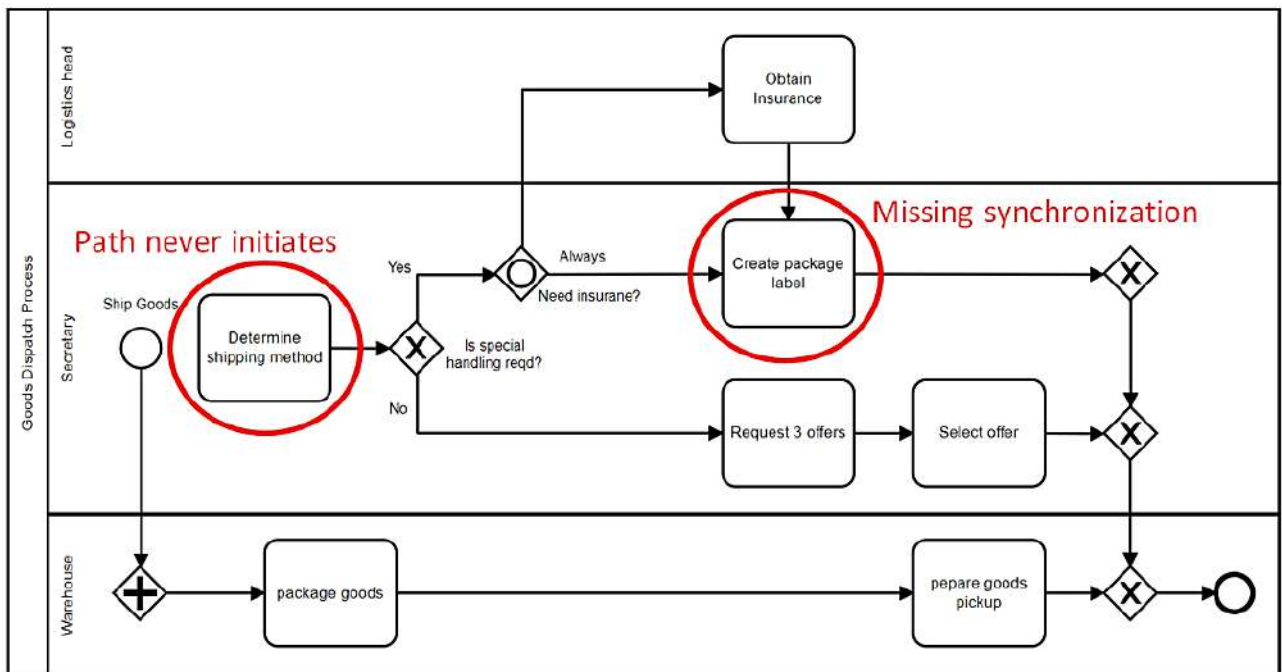 Goods Dispatch Process
Logistics head
Obtain
Insurance
Secretary
Path never initiates
Missing synchronization
Ship Goods
Determine
shipping method
Yes
Is special
handling reqd?
No
Always
Need insurane?
Create package
label
Request 3 offers
Select offer
Warehouse
package goods
pepare goods
pickup